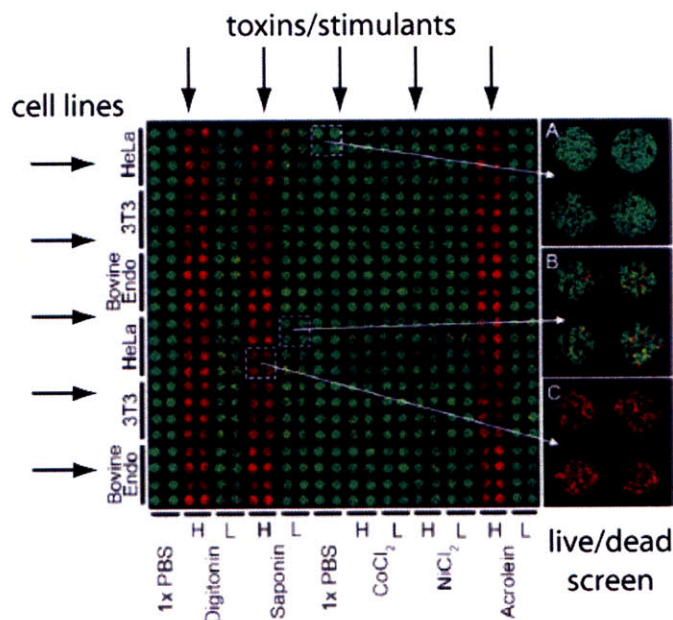 toxins/stimulants
cell lines
HeLa
3T3
Bovine Endo
HeLa
3T3
Bovine Endo
A
B
C
H
L
H
L
H
L
H
L
H
L
1x PBS
Digitonin
Saponin
1x PBS
CoCl₂
NiCl₂
Acrolein
live/dead
screen